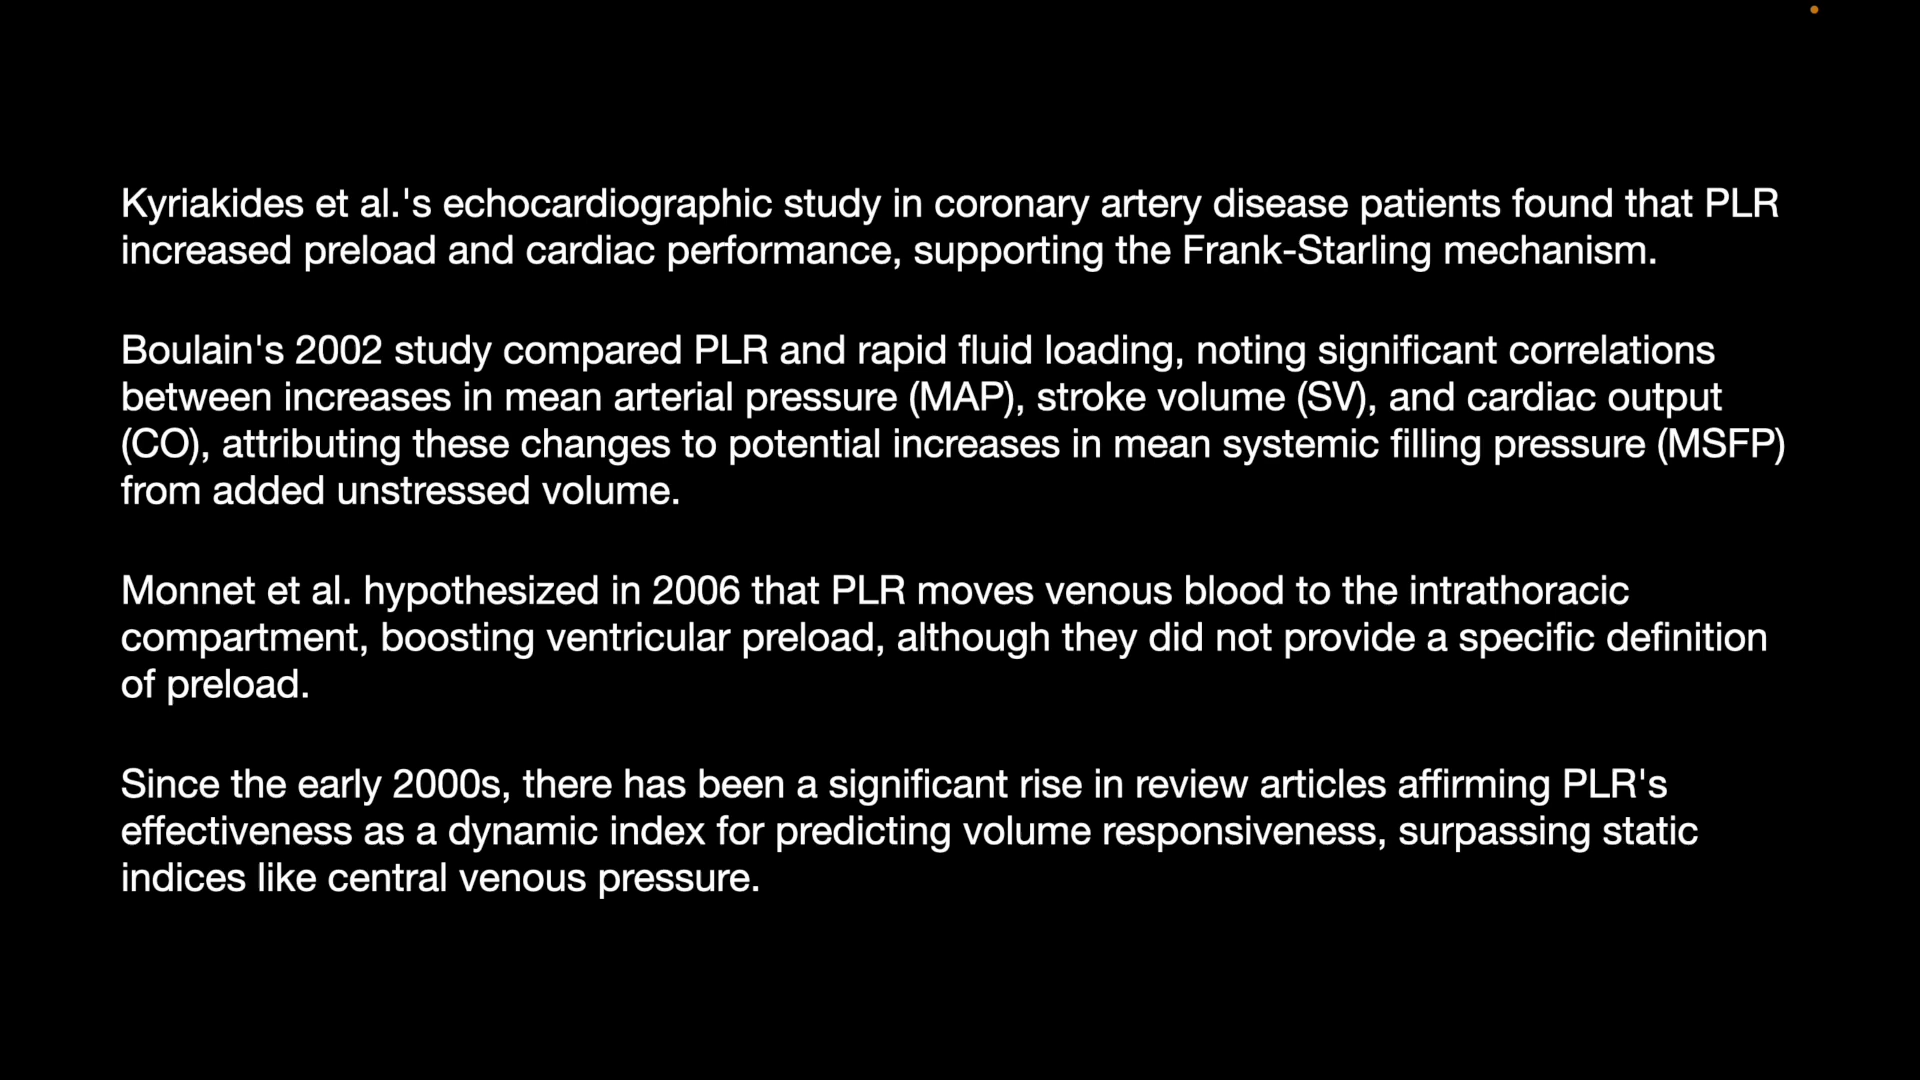 Kyriakides et al.'s echocardiographic study in coronary artery disease patients found that PLR
increased preload and cardiac performance, supporting the Frank-Starling mechanism.
Boulain's 2002 study compared PLR and rapid fluid loading, noting significant correlations
between increases in mean arterial pressure (MAP), stroke volume (SV), and cardiac output
(CO), attributing these changes to potential increases in mean systemic filling pressure (MSFP)
from added unstressed volume.
Monnet et al. hypothesized in 2006 that PLR moves venous blood to the intrathoracic
compartment, boosting ventricular preload, although they did not provide a specific definition
of preload.
Since the early 2000s, there has been a significant rise in review articles affirming PLR's
effectiveness as a dynamic index for predicting volume responsiveness, surpassing static
indices like central venous pressure.